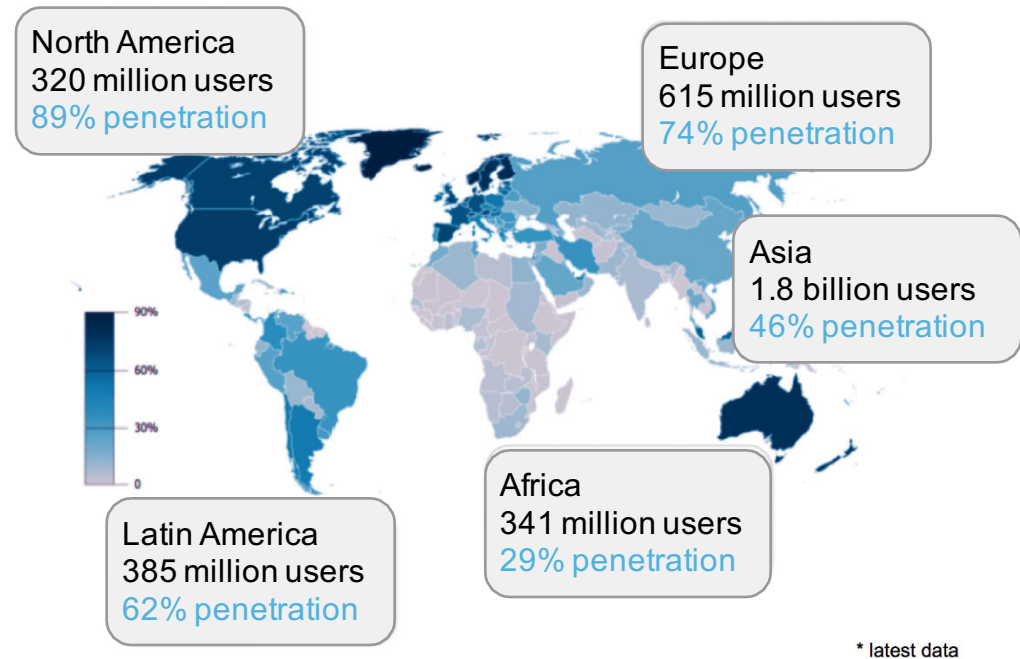 North America
320 million users
89% penetration
Europe
615 million users
74% penetration
Asia
1.8 billion users
46% penetration
90%
60%
30%
0
Africa
341 million users
29% penetration
Latin America
385 million users
62% penetration
* latest data